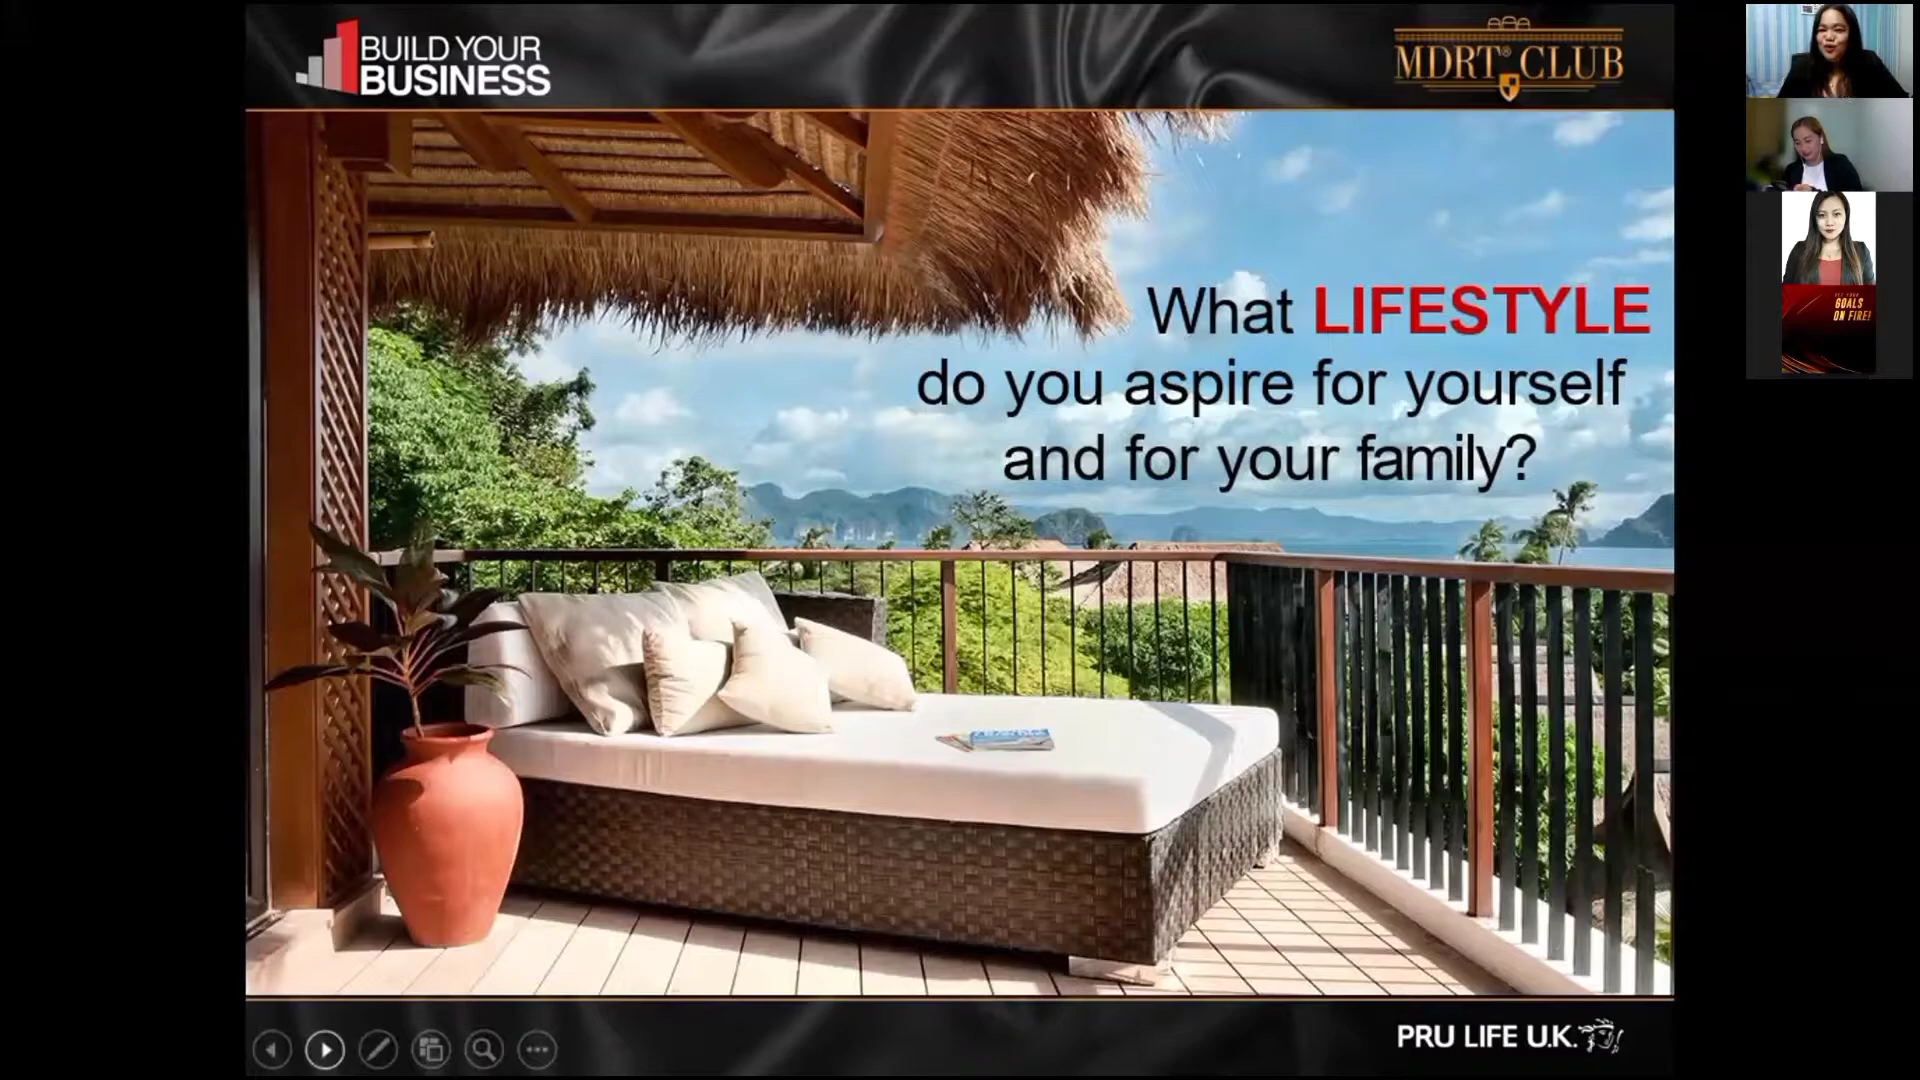 BUILD YOUR
BUSINESS
MDRT® CLUB
What LIFESTYLE
do you aspire for yourself
and for your family?
GOALS
ON FIRE!
PRU LIFE U.K.